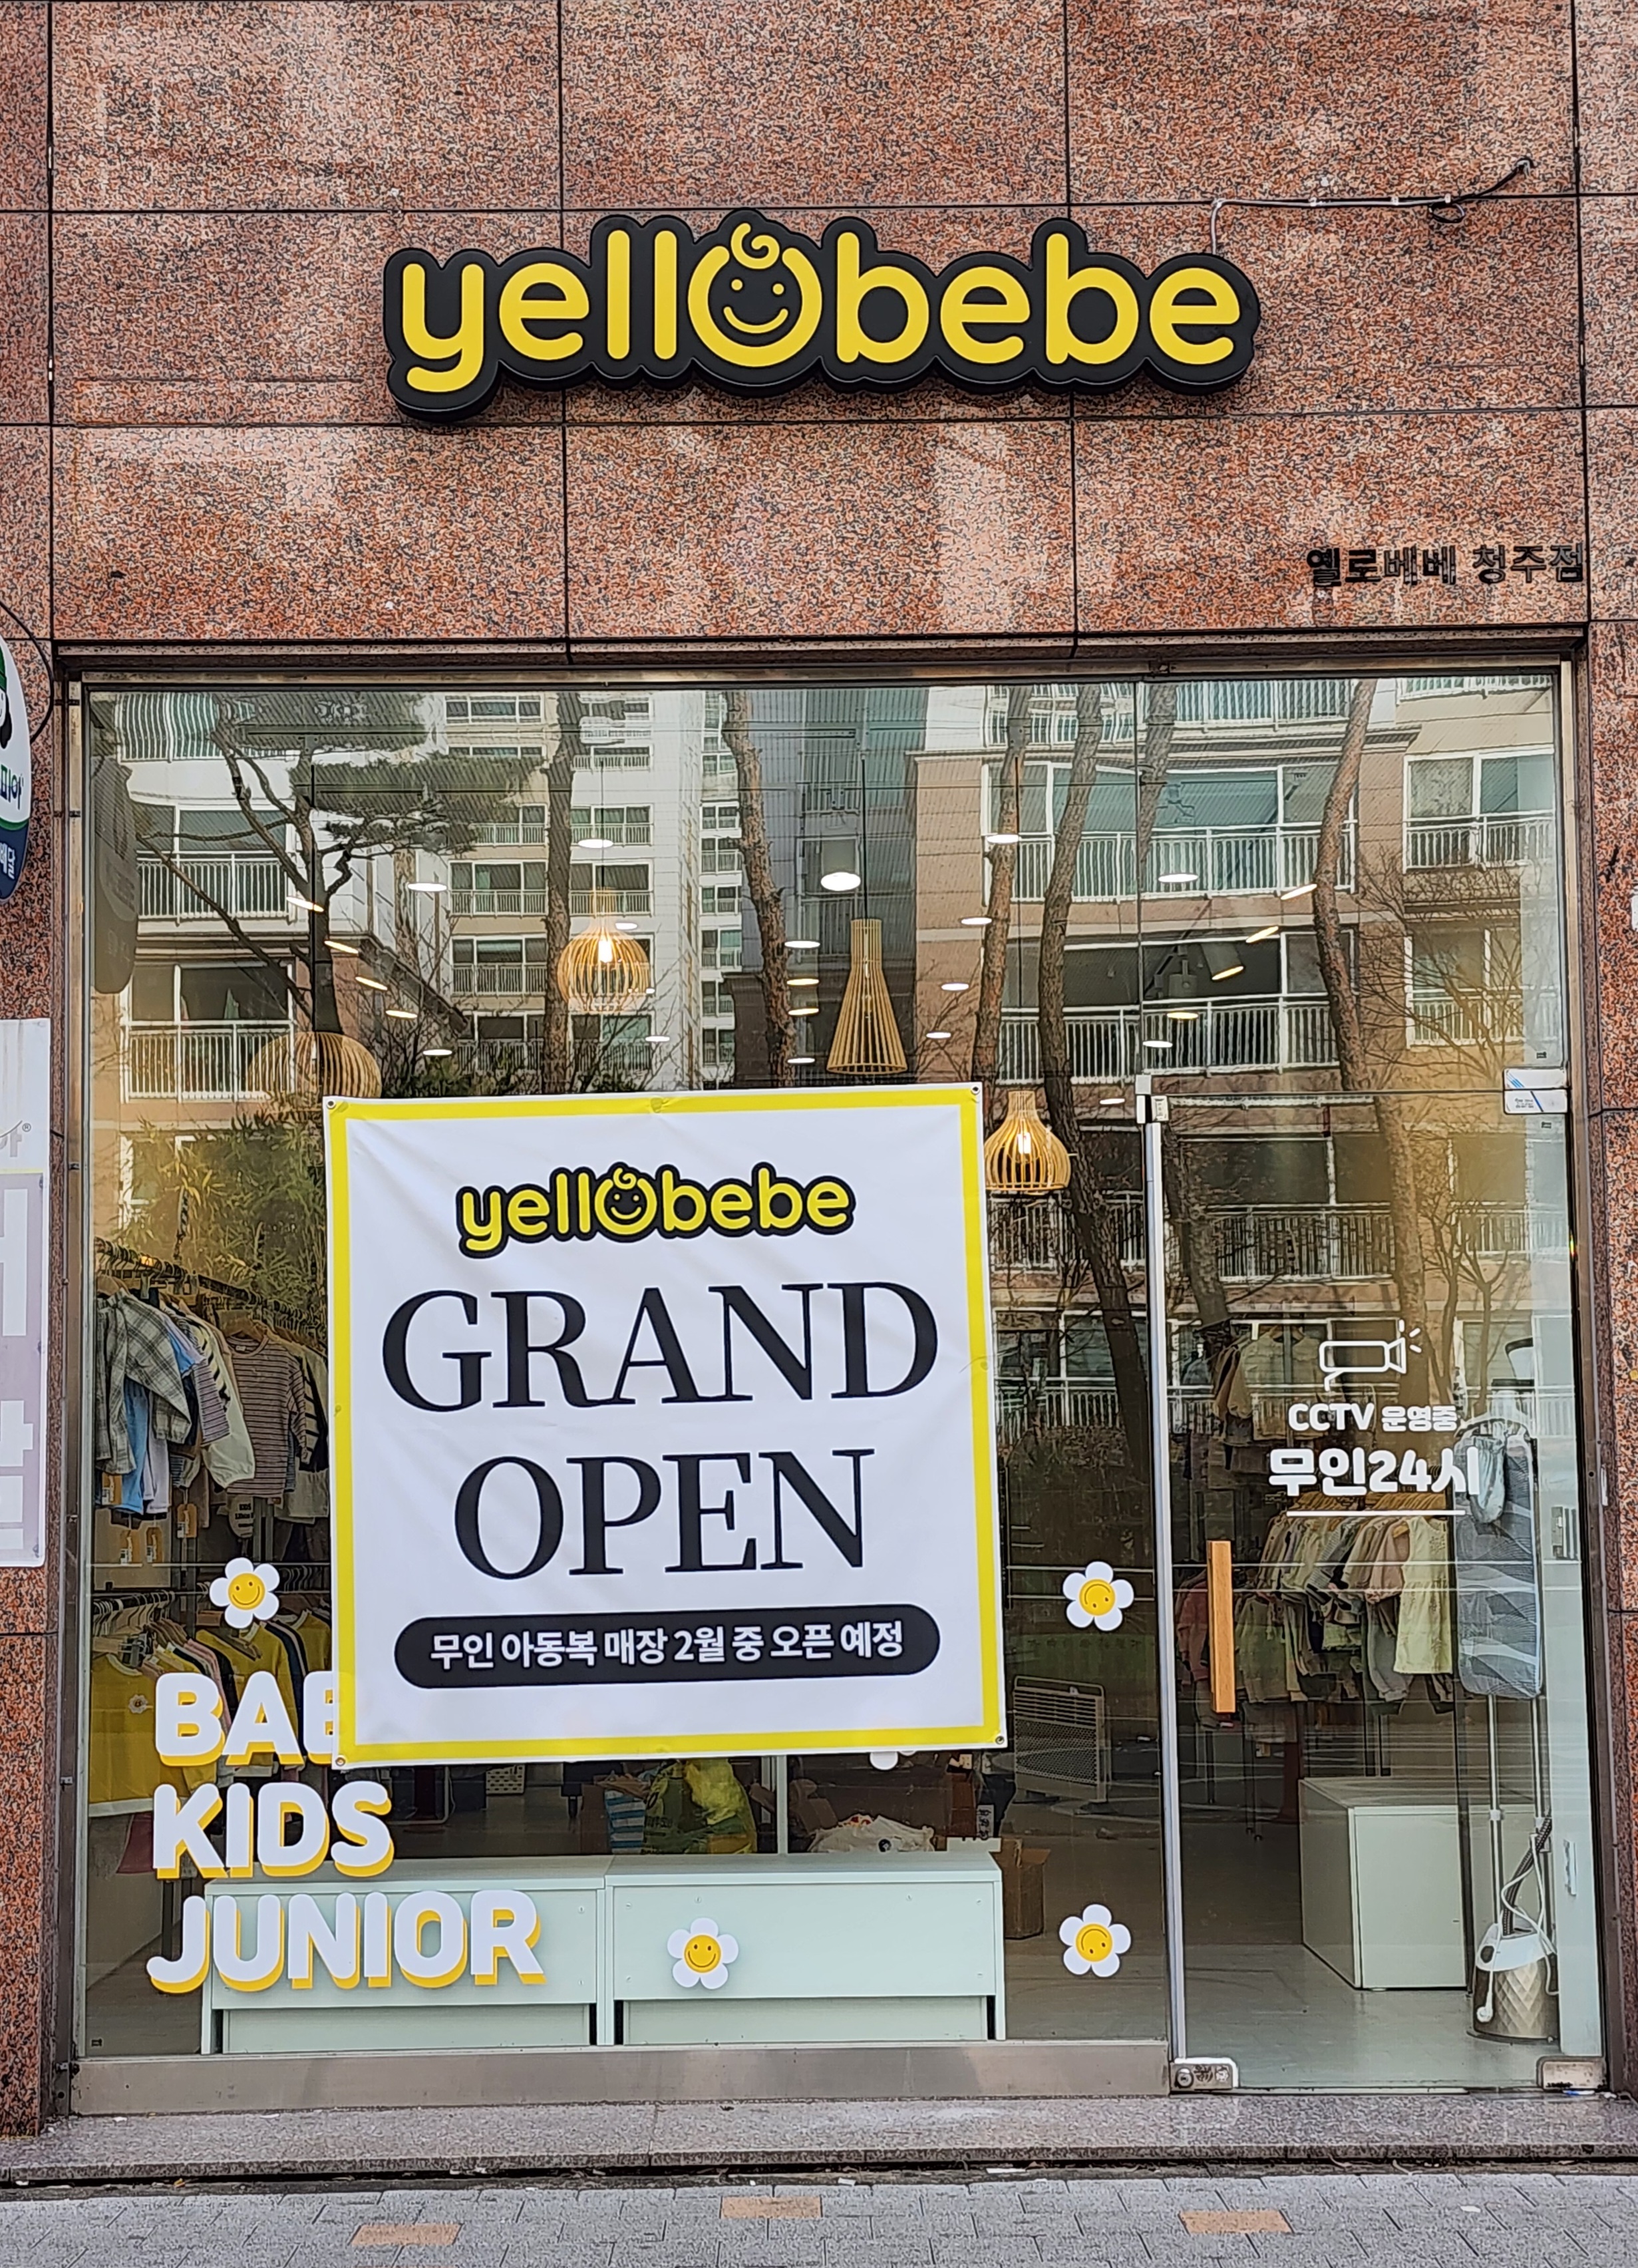 yellobebe
옐로베베 청주점
yellobebe
GRAND
OPEN
무인 아동복 매장 2월 중 오픈 예정
CCTV 운영중
무인24시
KIDS
JUNIOR